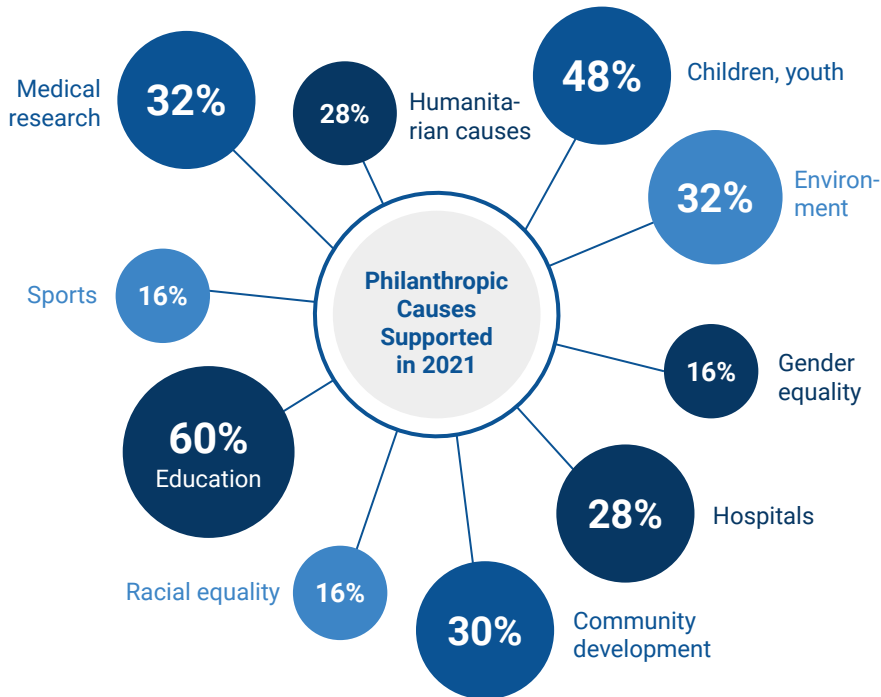 Medical
research
32%
28%
Humanita-
rian causes
48%
Children, youth
32%
Environ-
ment
Sports
16%
Philanthropic
Causes
Supported
in 2021
16%
Gender
equality
60%
Education
28%
Hospitals
Racial equality
16%
30%
Community
development